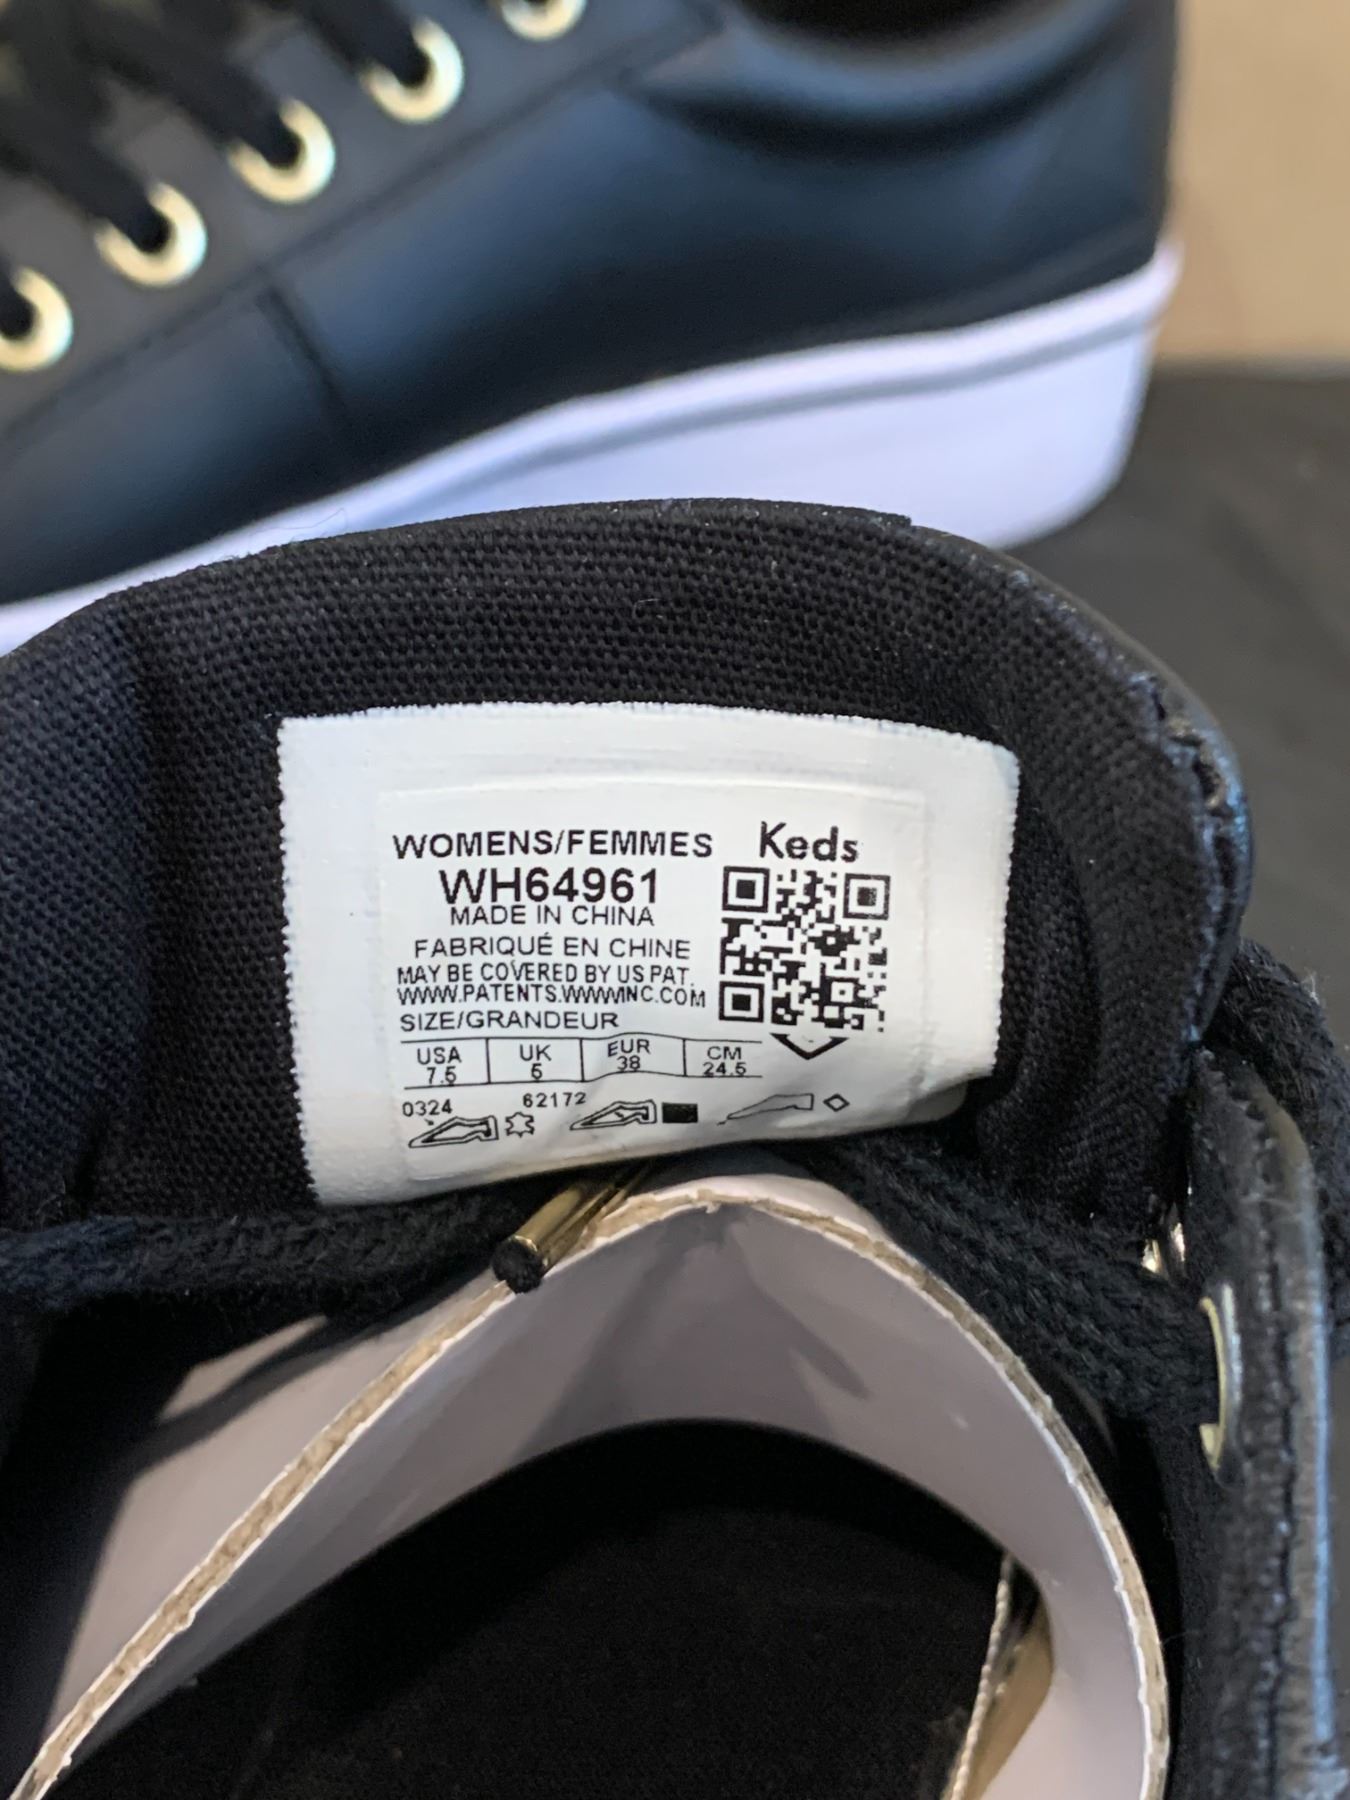 WOMENS/FEMMES Keds
WH64961
MADE IN CHINA
FABRIQUÉ EN CHINE
MAY BE COVERED BY US PAT.
WWW.PATENTS.WWWINC.COM
SIZE/GRANDEUR
USA UK EUR CM
7.5 5 38 24.5
0324 62172